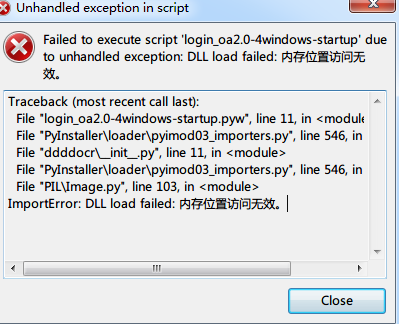 Unhandled exception in script
Failed to execute script 'login_oa2.0-4windows-startup' due
to unhandled exception: DLL load failed: 内存位置访问无
效。
Traceback (most recent call last):
File "login_oa2.0-4windows-startup.pyw", line 11, in <modu
File "PyInstaller\loader\pyimod03_importers.py", line 546, in
File "ddddocr\__init__.py", line 11, in <module>
File "PyInstaller\loader\pyimod03_importers.py", line 546, in
File "PIL\Image.py", line 103, in <module>
ImportError: DLL load failed: 内存位置访问无效。
Close